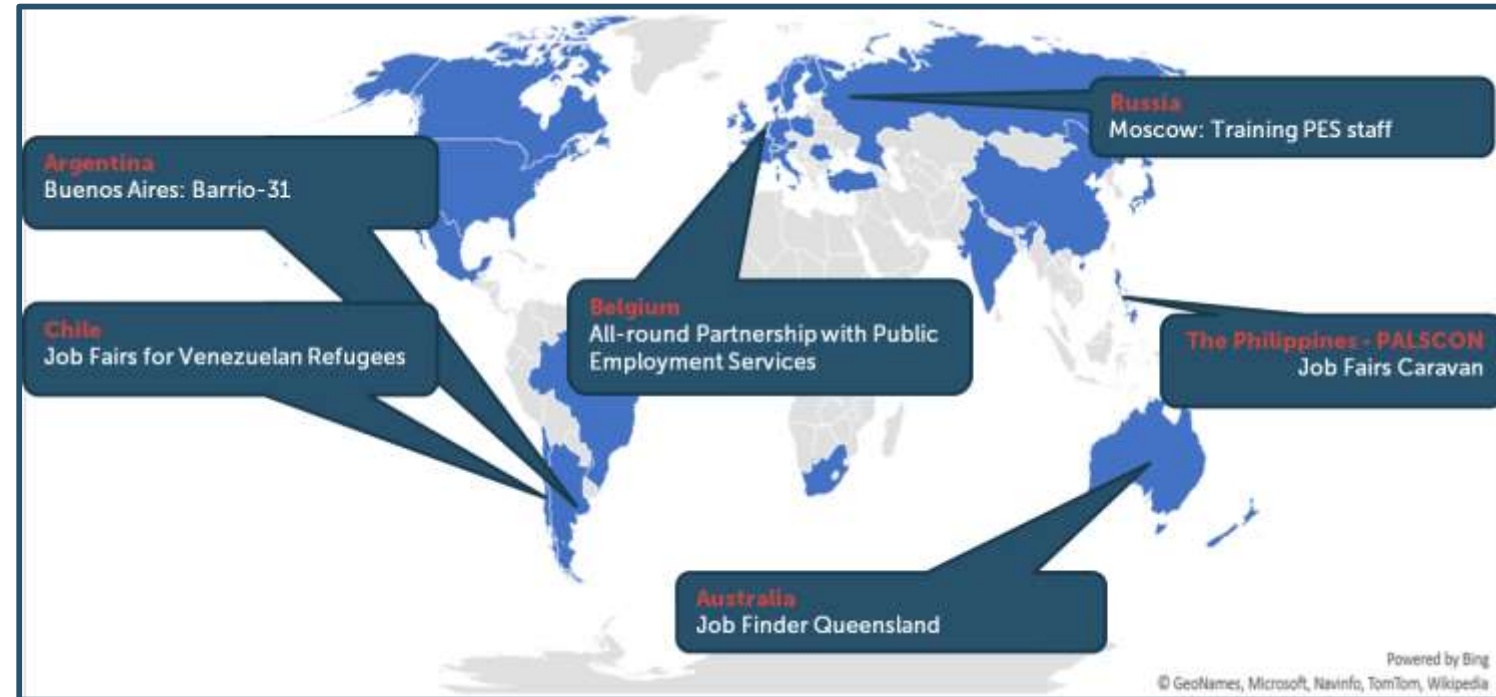 Russia
Moscow: Training PES staff
Argentina
Buenos Aires: Barrio-31
Belgium
All-round Partnership with Public
Employment Services
Chile
Job Fairs for Venezuelan Refugees
The Philippines - PALSCON
Job Fairs Caravan
Australia
Job Finder Queensland
Powered by Bing
© GeoNames, Microsoft, Navinfo, TomTom, Wikipedia